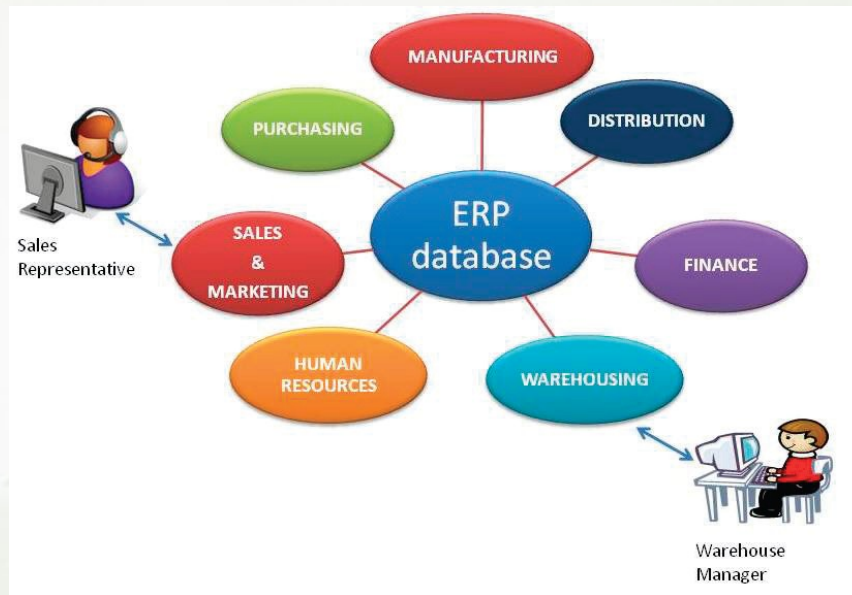 MANUFACTURING
PURCHASING
DISTRIBUTION
ERP
database
Sales
Representative
SALES
&
MARKETING
FINANCE
HUMAN
RESOURCES
WAREHOUSING
Warehouse
Manager